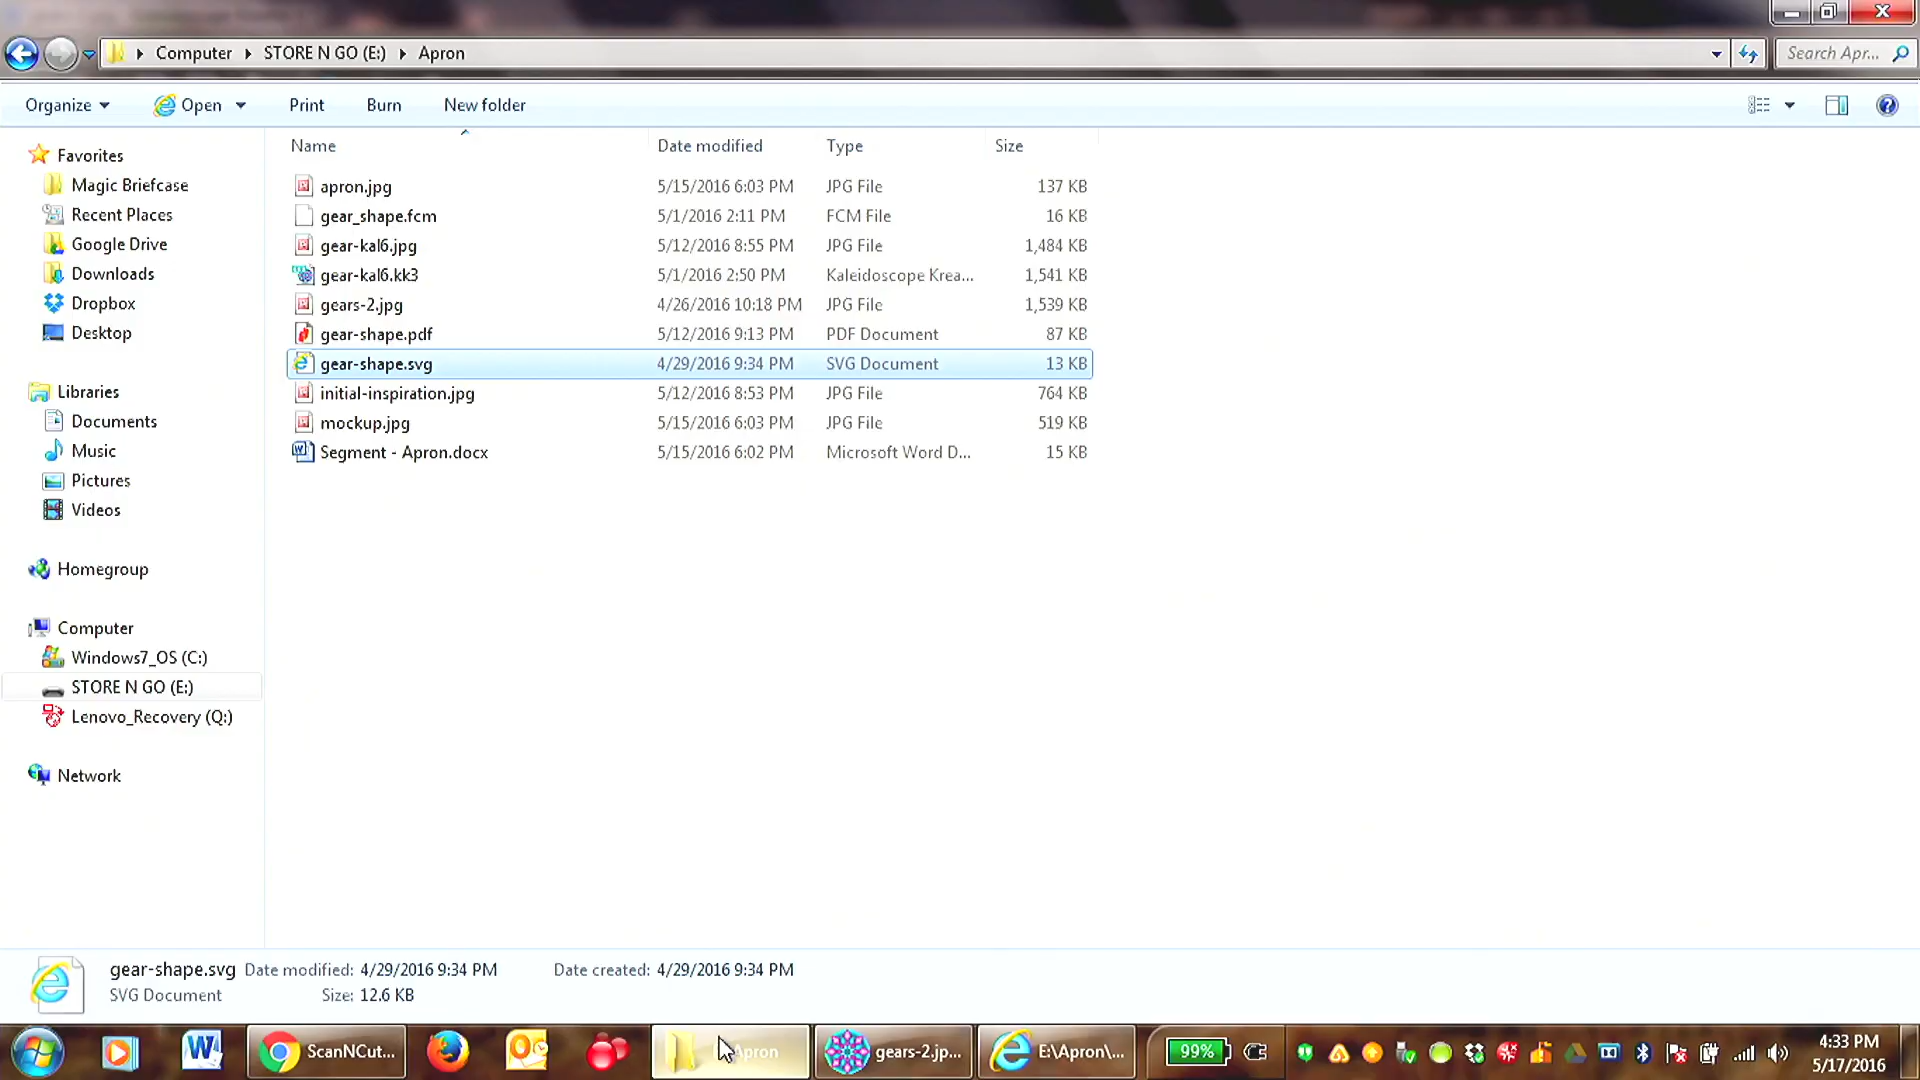 Computer STORE N GO (E:) Apron Search Apr...
Organize Open Print Burn New folder
Name Date modified Type Size
Favorites
Magic Briefcase
Recent Places
Google Drive
Downloads
Dropbox
Desktop
Libraries
Documents
Music
Pictures
Videos
Homegroup
Computer
Windows7_OS (C:)
STORE N GO (E:)
Lenovo_Recovery (Q:)
Network
apron.jpg 5/15/2016 6:03 PM JPG File 137 KB
gear_shape.fcm 5/1/2016 2:11 PM FCM File 16 KB
gear-kal6.jpg 5/12/2016 8:55 PM JPG File 1,484 KB
gear-kal6.kk3 5/1/2016 2:50 PM Kaleidoscope Krea... 1,541 KB
gears-2.jpg 4/26/2016 10:18 PM JPG File 1,539 KB
gear-shape.pdf 5/12/2016 9:13 PM PDF Document 87 KB
gear-shape.svg 4/29/2016 9:34 PM SVG Document 13 KB
initial-inspiration.jpg 5/12/2016 8:53 PM JPG File 764 KB
mockup.jpg 5/15/2016 6:03 PM JPG File 519 KB
Segment - Apron.docx 5/15/2016 6:02 PM Microsoft Word D... 15 KB
gear-shape.svg Date modified: 4/29/2016 9:34 PM Date created: 4/29/2016 9:34 PM
SVG Document Size: 12.6 KB
ScanNCut... Apron gears-2.jp... E:\Apron\... 99% 4:33 PM
5/17/2016